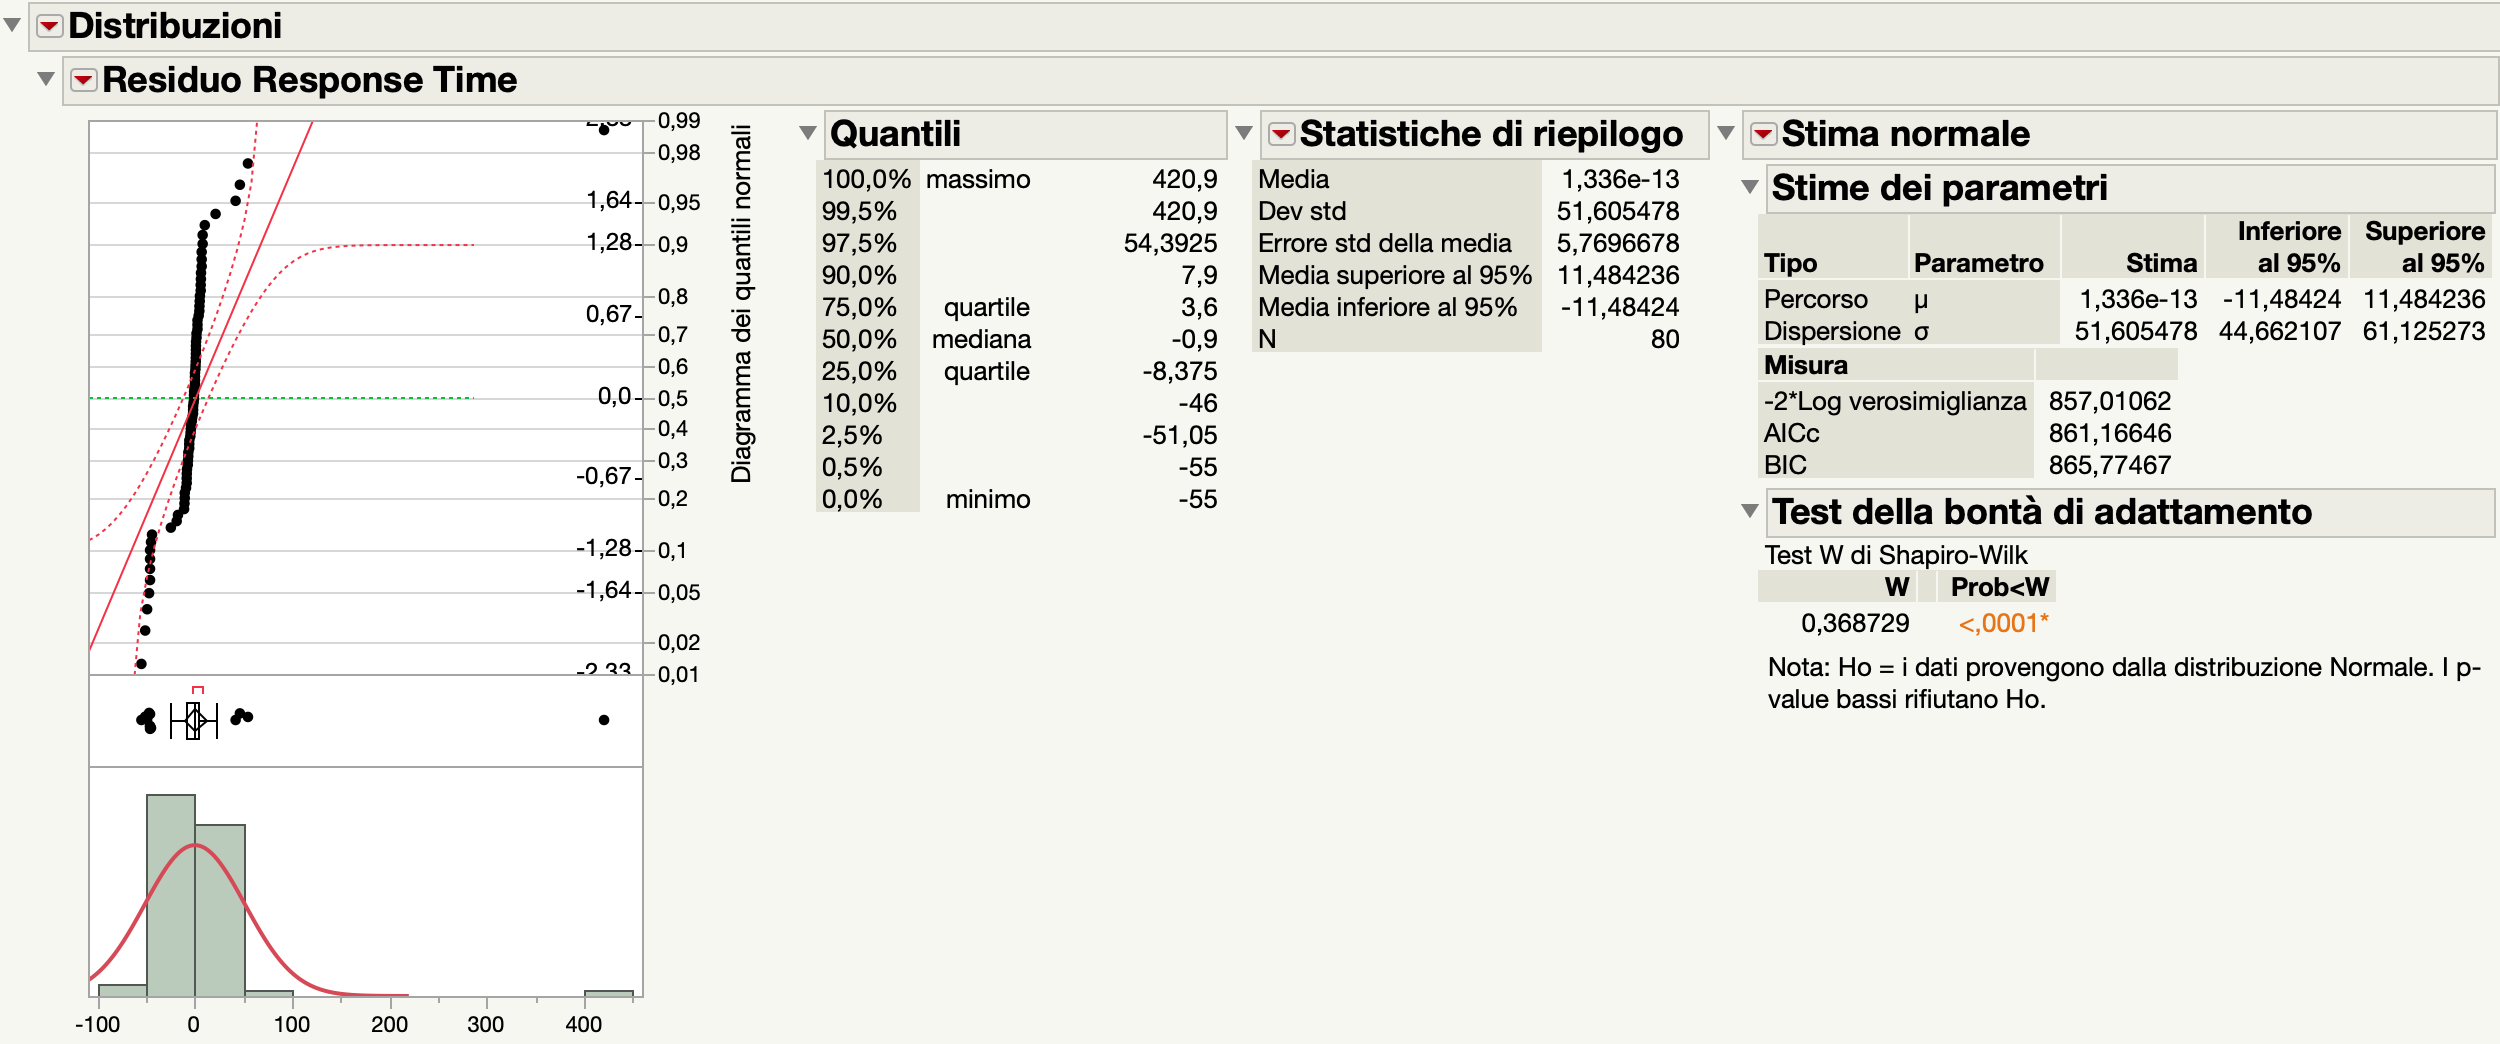 Distribuzioni
Residuo Response Time
0,99
0,98
1,64 0,95
1,28 0,9
0,8
0,67
0,7
0,6
0,0 0,5
0,4
0,3
-0,67
0,2
-1,28 0,1
-1,64 0,05
0,02
-2,33 0,01
Diagramma dei quantili normali
-100 0 100 200 300 400
Quantili
100,0% massimo 420,9
99,5% 420,9
97,5% 54,3925
90,0% 7,9
75,0% quartile 3,6
50,0% mediana -0,9
25,0% quartile -8,375
10,0% -46
2,5% -51,05
0,5% -55
0,0% minimo -55
Statistiche di riepilogo
Media 1,336e-13
Dev std 51,605478
Errore std della media 5,7696678
Media superiore al 95% 11,484236
Media inferiore al 95% -11,48424
N 80
Stima normale
Stime dei parametri
Inferiore Superiore
Tipo Parametro Stima al 95% al 95%
Percorso μ 1,336e-13 -11,48424 11,484236
Dispersione σ 51,605478 44,662107 61,125273
Misura
-2*Log verosimiglianza 857,01062
AICc 861,16646
BIC 865,77467
Test della bontà di adattamento
Test W di Shapiro-Wilk
W Prob<W
0,368729 <,0001*
Nota: Ho = i dati provengono dalla distribuzione Normale. I p-
value bassi rifiutano Ho.